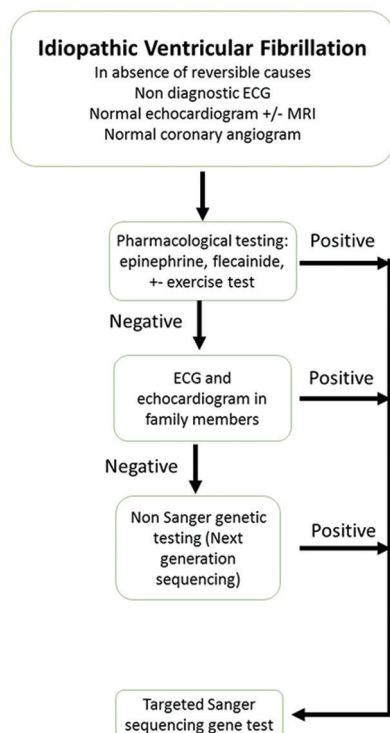 Idiopathic Ventricular Fibrillation
In absence of reversible causes
Non diagnostic ECG
Normal echocardiogram +/- MRI
Normal coronary angiogram
Pharmacological testing:
epinephrine, flecainide,
+- exercise test
Positive
Negative
ECG and
echocardiogram in
family members
Positive
Negative
Non Sanger genetic
testing (Next
generation
sequencing)
Positive
Targeted Sanger
sequencing gene test